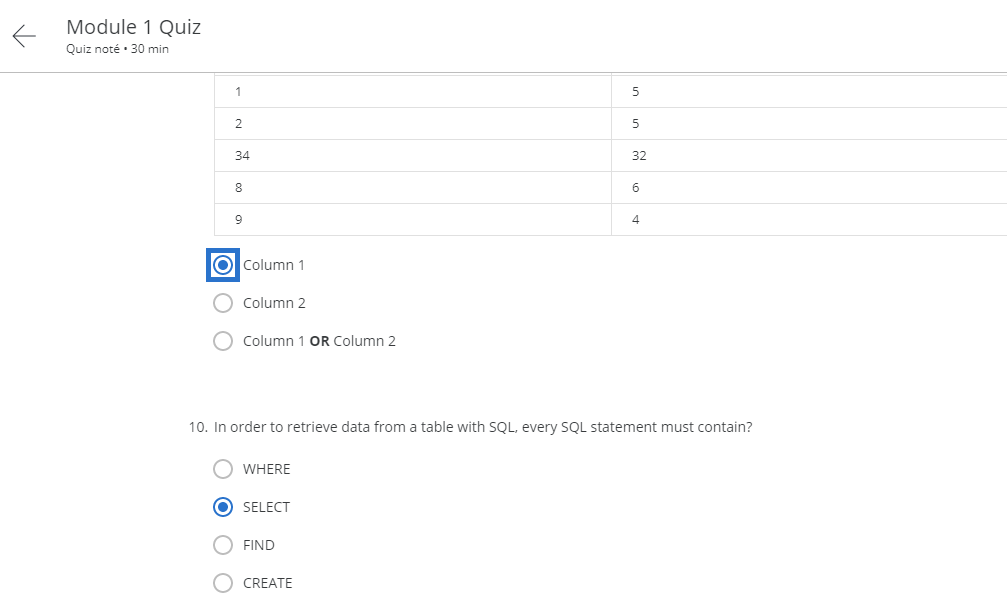 Module 1 Quiz
Quiz noté • 30 min
1 5
2 5
34 32
8 6
9 4
Column 1
Column 2
Column 1 OR Column 2
10. In order to retrieve data from a table with SQL, every SQL statement must contain?
WHERE
SELECT
FIND
CREATE